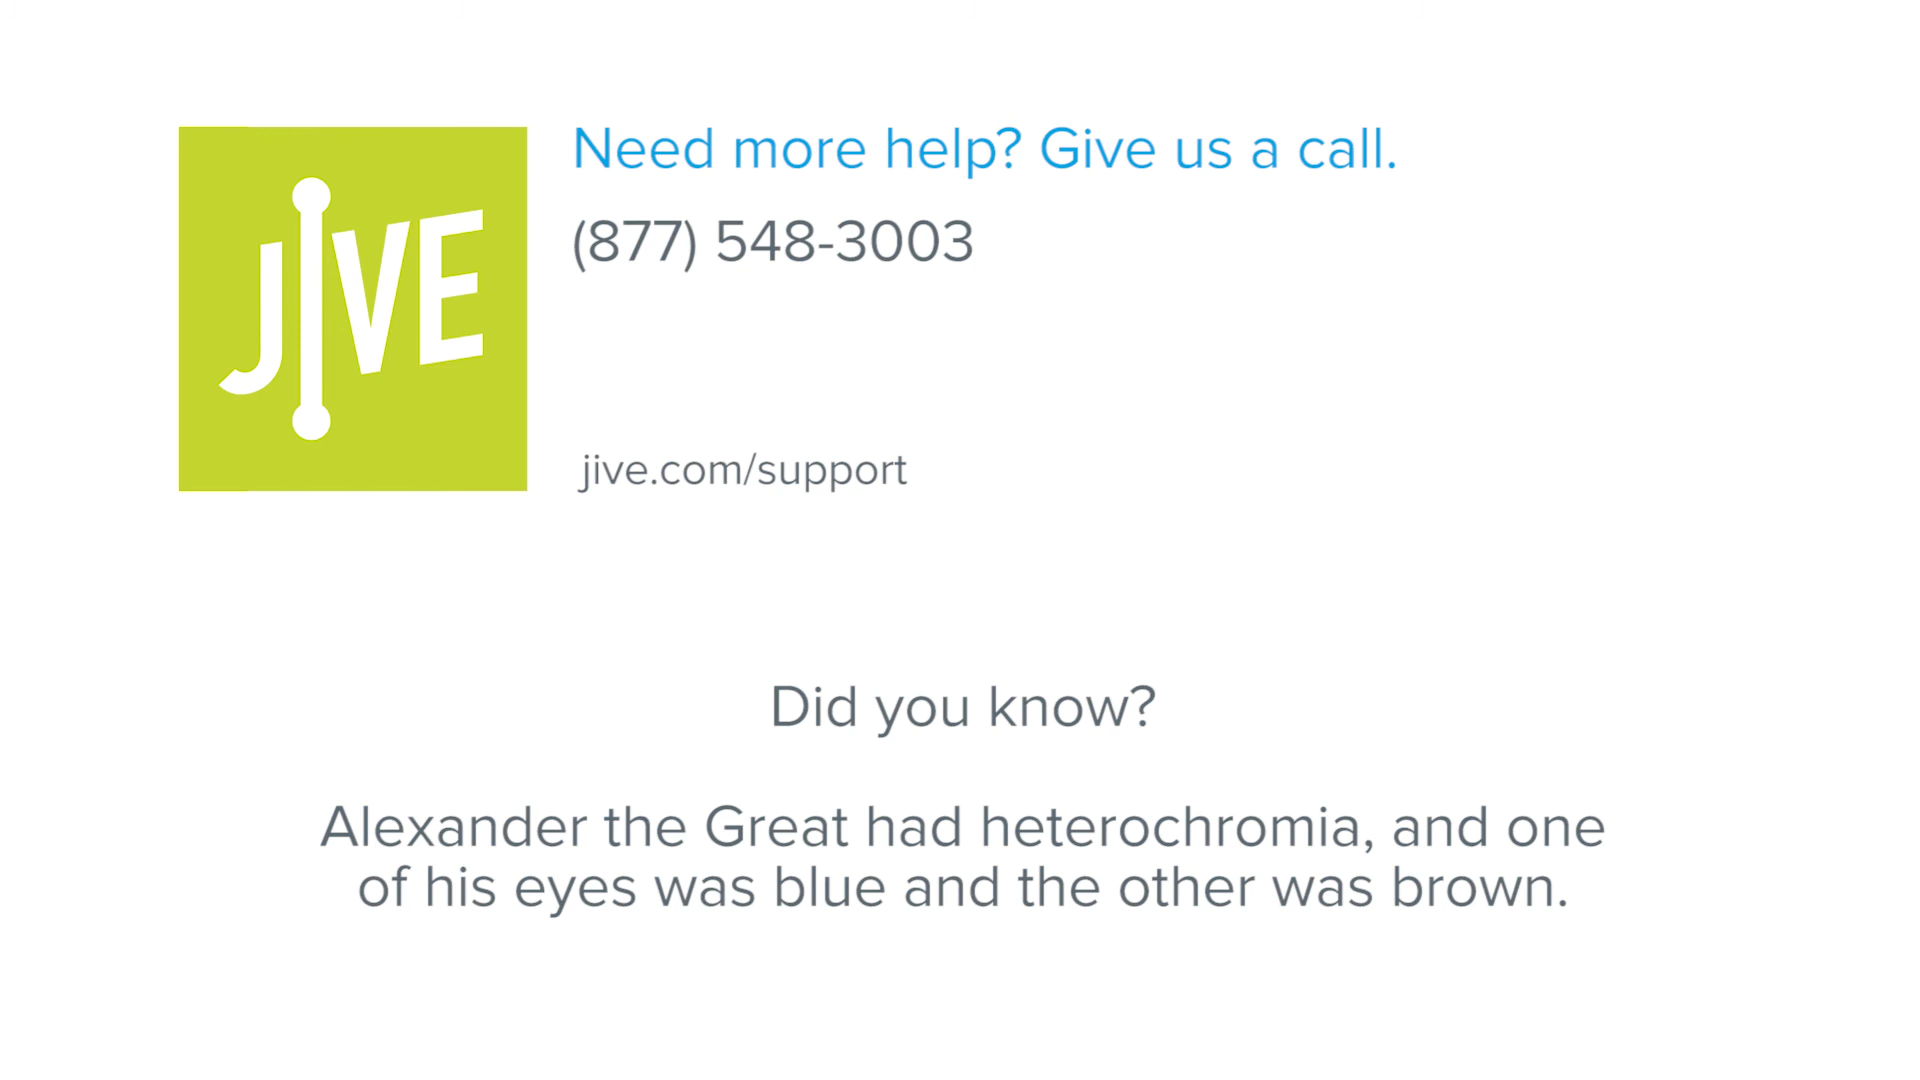 JIVE
Need more help? Give us a call.
(877) 548-3003
jive.com/support
Did you know?
Alexander the Great had heterochromia, and one
of his eyes was blue and the other was brown.